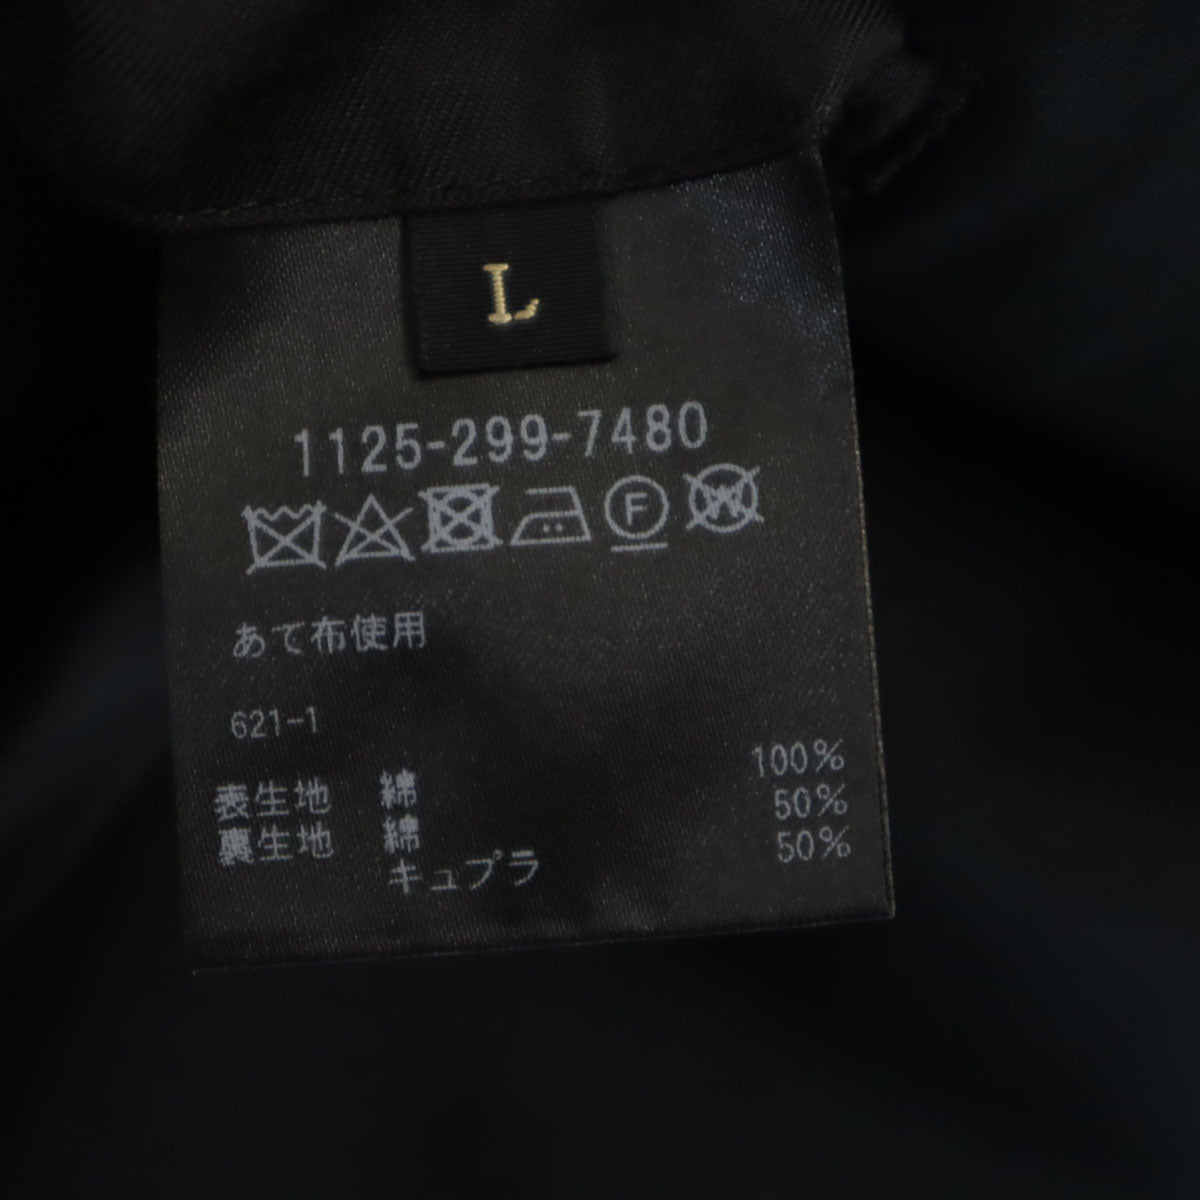 L
1125-299-7480
F W
あて布使用
621-1
表生地 綿 100%
裏生地 綿 50%
キュプラ 50%